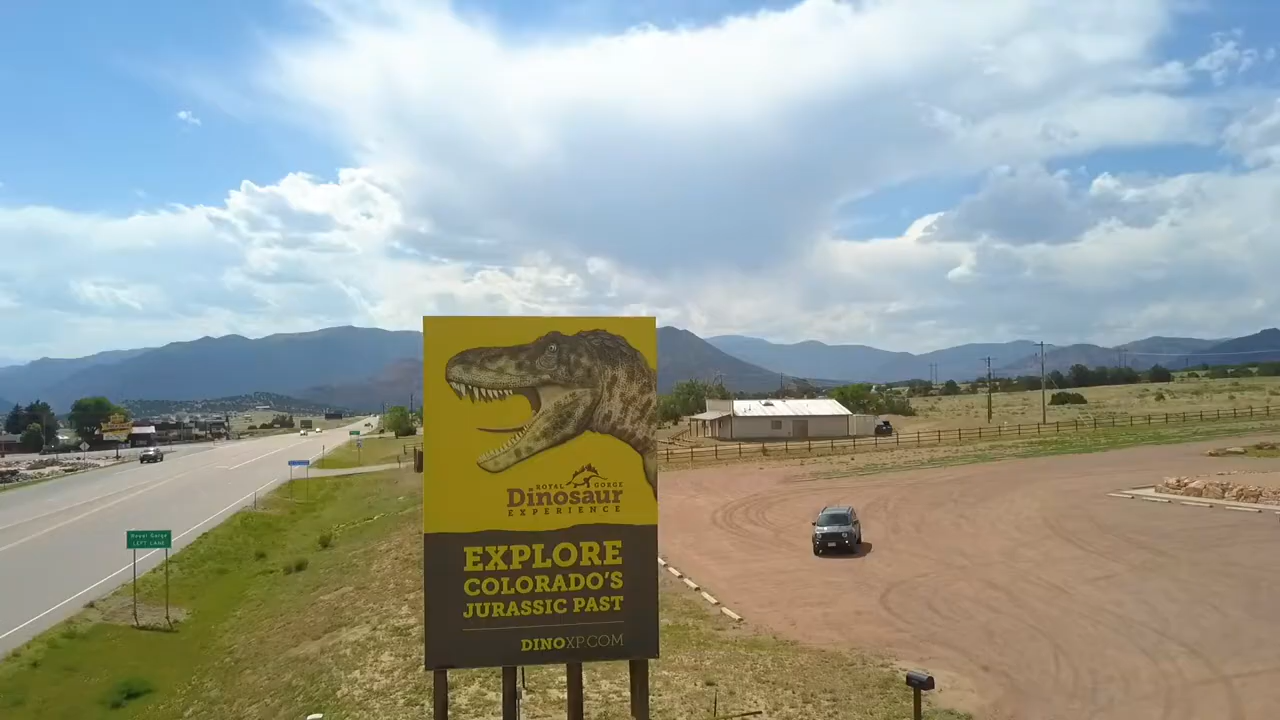 Royal Gorge
LEFT LANE
ROYAL GORGE
Dinosaur
EXPERIENCE
EXPLORE
COLORADO'S
JURASSIC PAST
DINOXP.COM